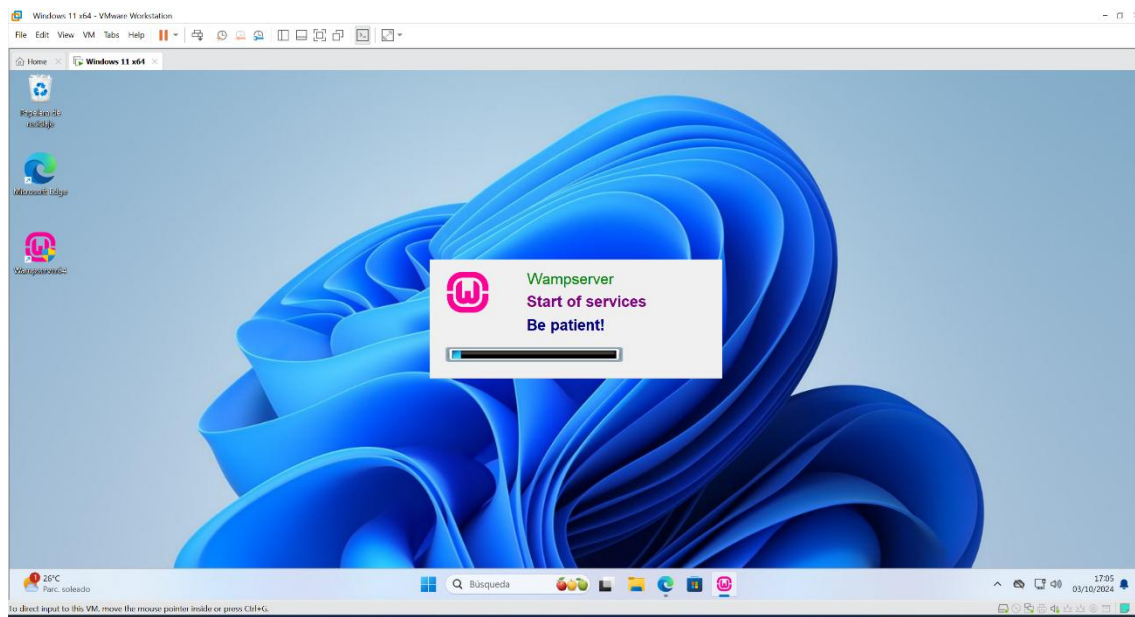 Windows 11 x64 - VMware Workstation
File Edit View VM Tabs Help
Home
Windows 11 x64
Papelera de
reciclaje
Microsoft Edge
Wampserver64
Wampserver
Start of services
Be patient!
1
26°C
Parc. soleado
Búsqueda
17:05
03/10/2024
To direct input to this VM, move the mouse pointer inside or press Ctrl+G.